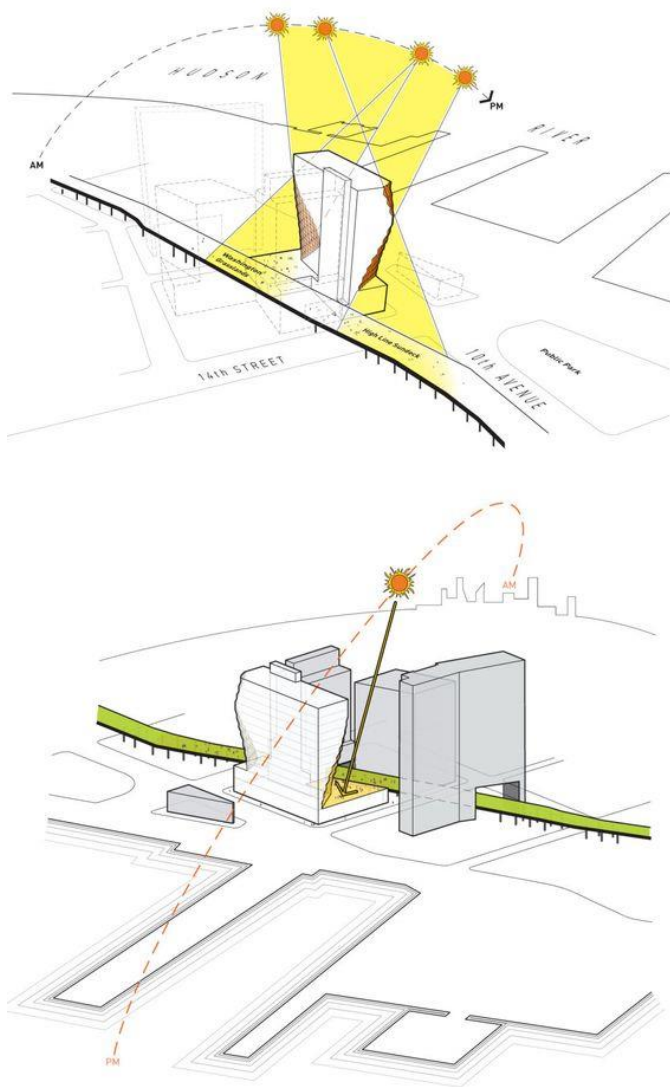 HUDSON
PM
RIVER
AM
Washington
Grasslands
High Line Sundeck
14th STREET
10th AVENUE
Public Park
AM
PM